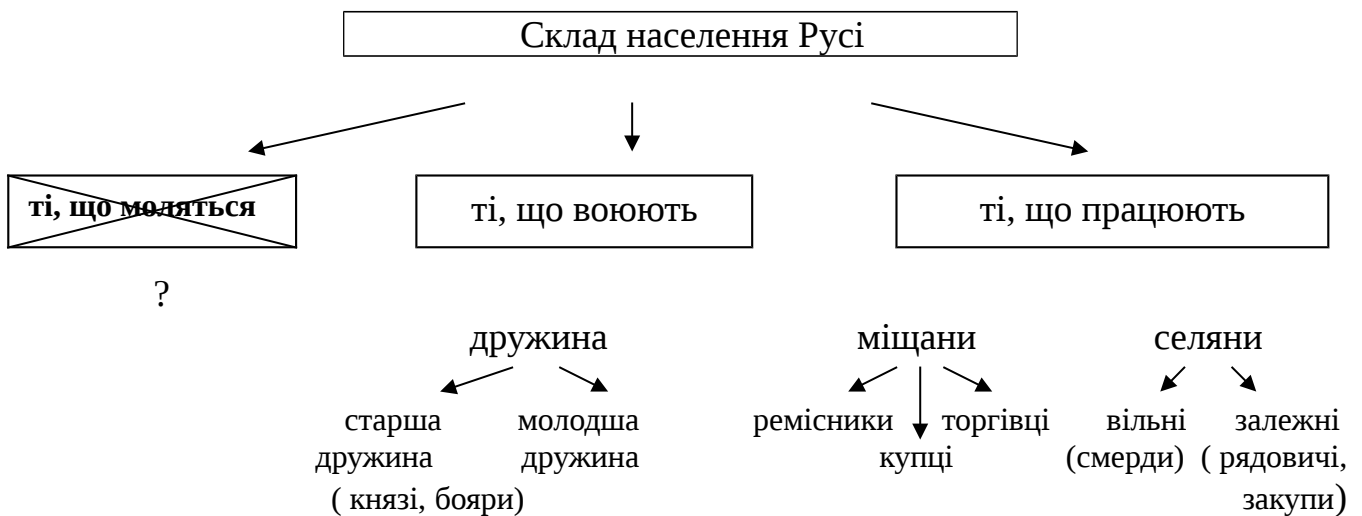 Склад населення Русі
ті, що моляться
ті, що воюють
ті, що працюють
?
дружина
міщани
селяни
старша
дружина
( князі, бояри)
молодша
дружина
ремісники
купці
торгівці
вільні
(смерди)
залежні
( рядовичі,
закупи)